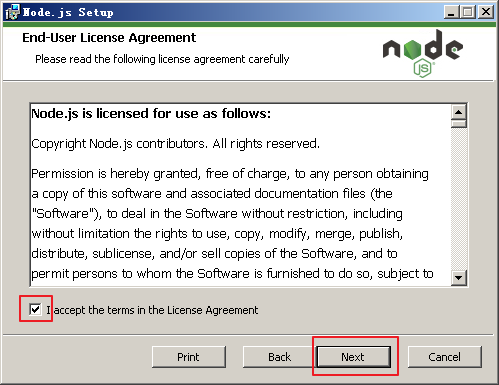 Node.js Setup
End-User License Agreement
Please read the following license agreement carefully
node
JS
Node.js is licensed for use as follows:
Copyright Node.js contributors. All rights reserved.
Permission is hereby granted, free of charge, to any person obtaining
a copy of this software and associated documentation files (the
"Software"), to deal in the Software without restriction, including
without limitation the rights to use, copy, modify, merge, publish,
distribute, sublicense, and/or sell copies of the Software, and to
permit persons to whom the Software is furnished to do so, subject to
I accept the terms in the License Agreement
Print Back Next Cancel